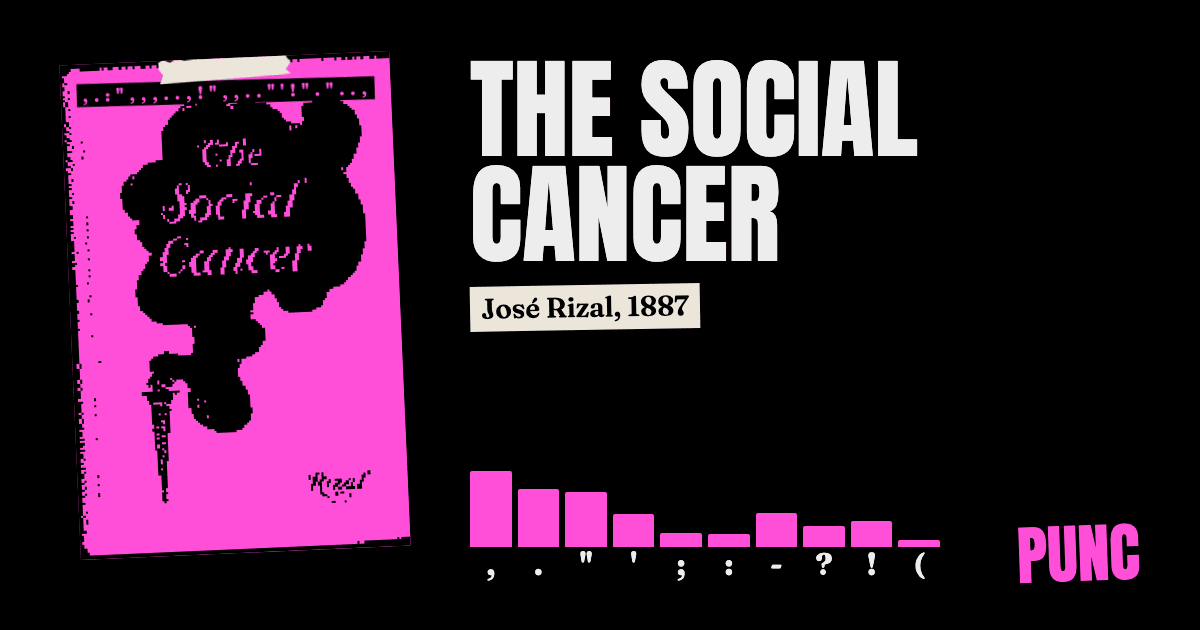 ,.:",,,..,!",,.."!"."..,
The
Social
Cancer
Rizal
THE SOCIAL
CANCER
José Rizal, 1887
, . " ' ; : - ? ! (
PUNC